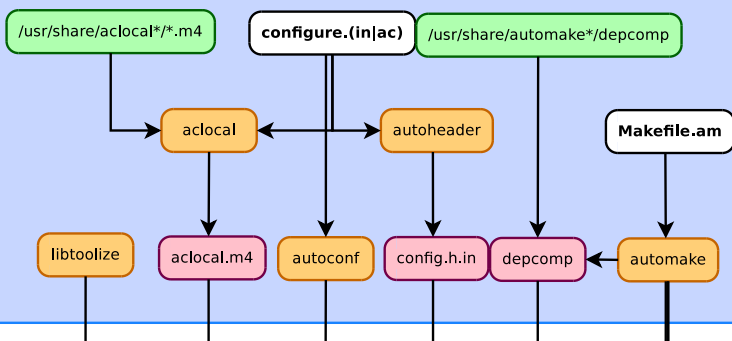 /usr/share/aclocal*/*.m4
configure.(in|ac)
/usr/share/automake*/depcomp
aclocal
autoheader
Makefile.am
libtoolize
aclocal.m4
autoconf
config.h.in
depcomp
automake